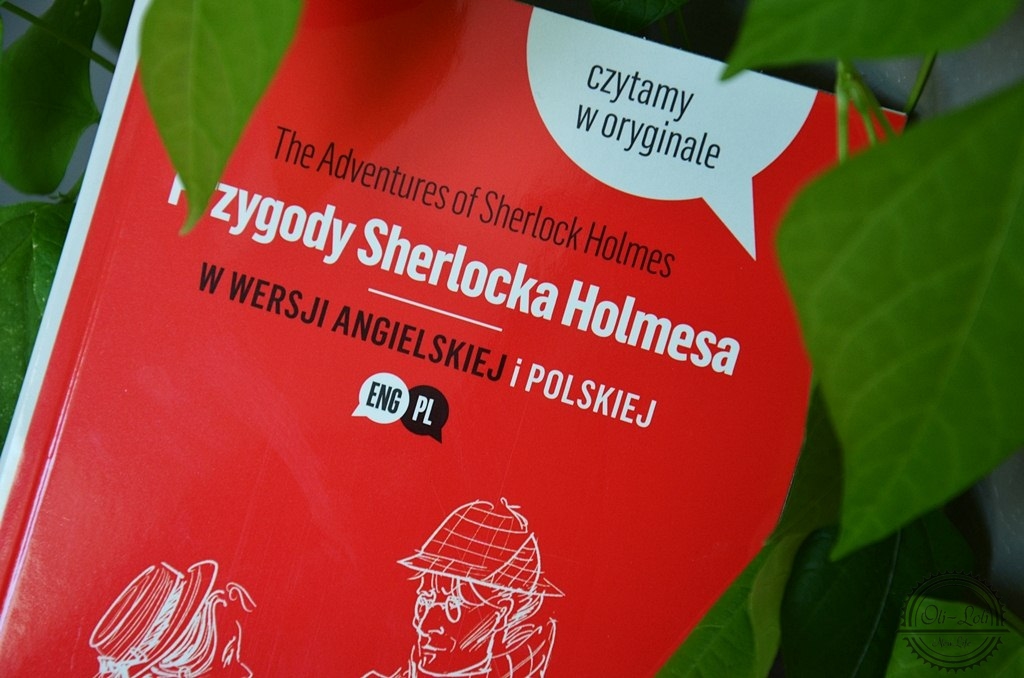 czytamy
w oryginale
The Adventures of Sherlock Holmes
Przygody Sherlocka Holmesa
W WERSJI ANGIELSKIEJ i POLSKIEJ
ENG PL